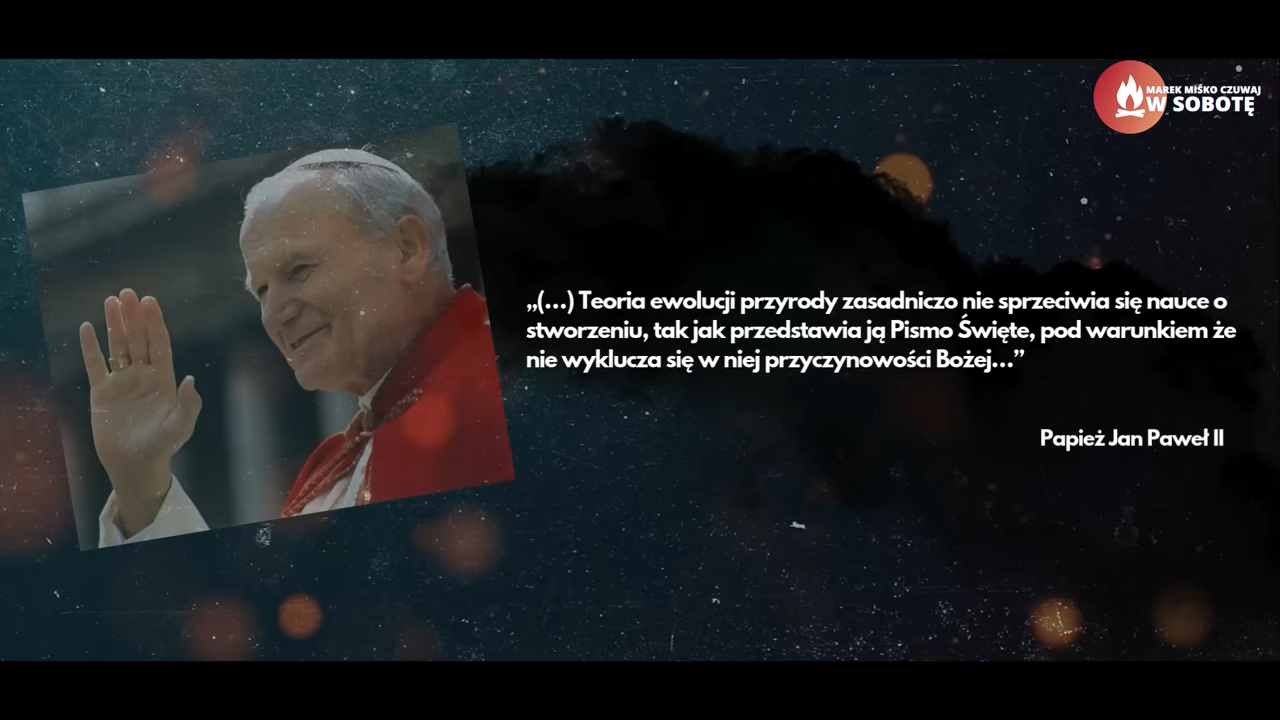 MAREK MIŚKO CZUWAJ
W SOBOTĘ
„(...) Teoria ewolucji przyrody zasadniczo nie sprzeciwia się nauce o
stworzeniu, tak jak przedstawia ją Pismo Święte, pod warunkiem że
nie wyklucza się w niej przyczynowości Bożej...”
Papież Jan Paweł II